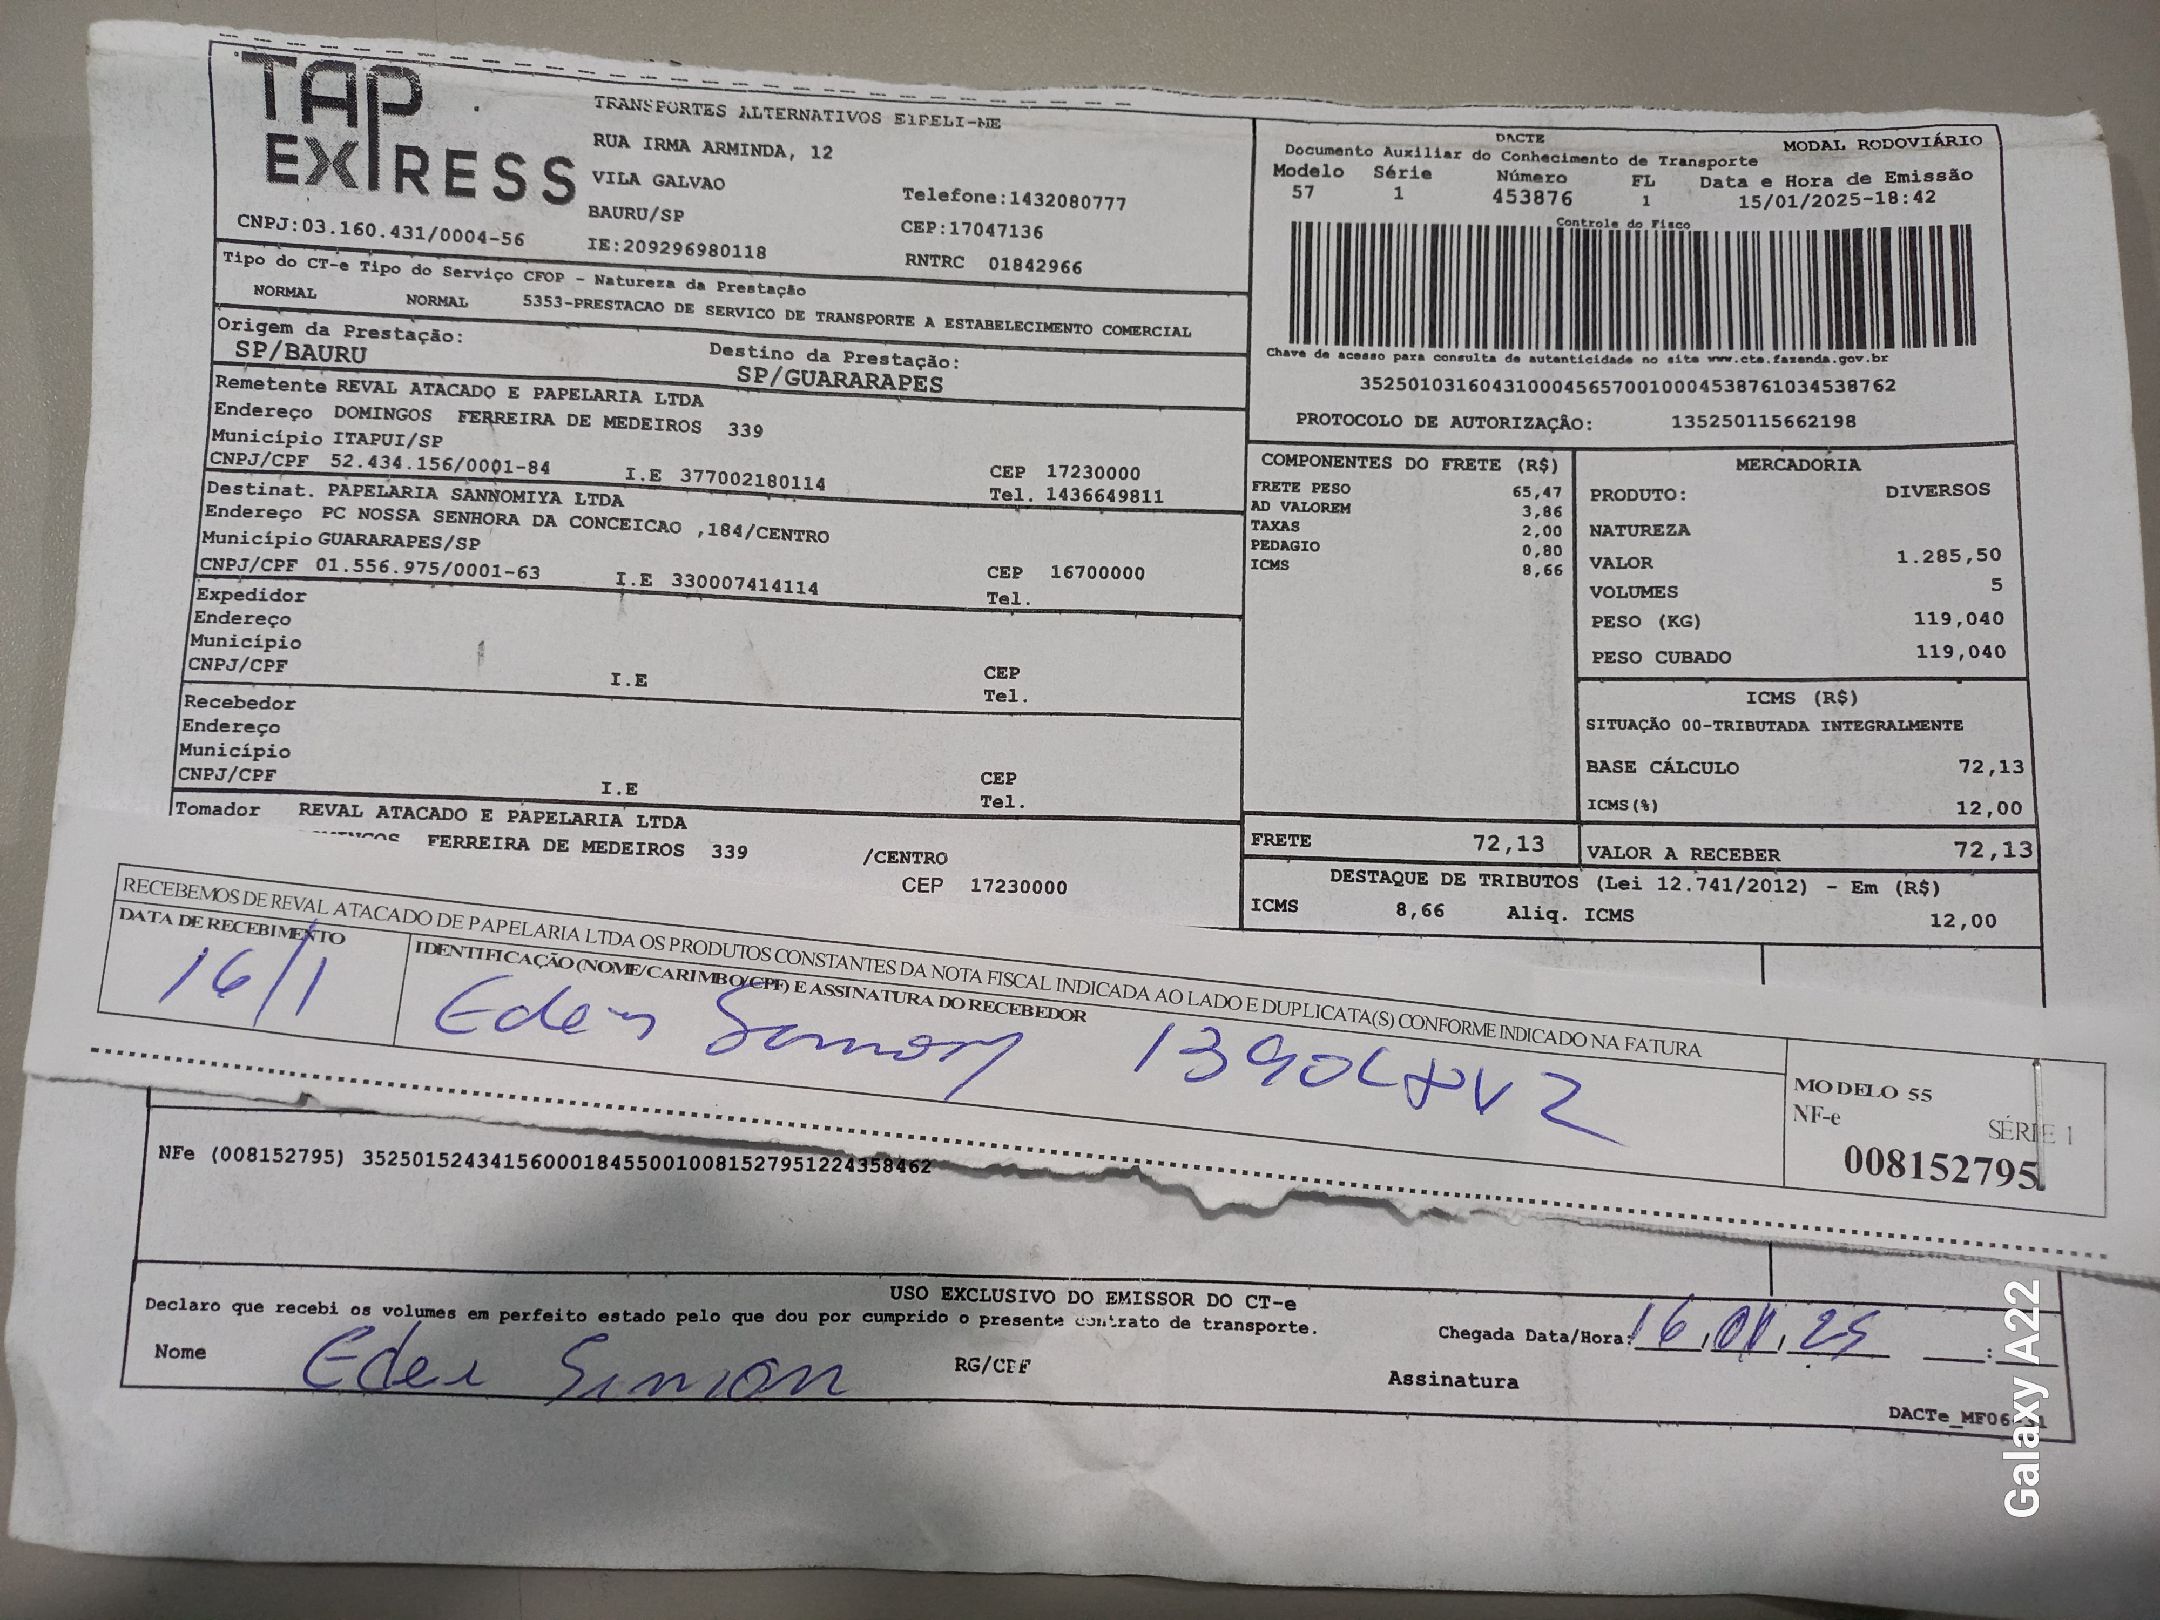 TAP
EXPRESS
CNPJ:03.160.431/0004-56
TRANSPORTES ALTERNATIVOS EIRELI-ME
RUA IRMA ARMINDA, 12
VILA GALVAO
BAURU/SP
IE:209296980118
Telefone:1432080777
CEP:17047136
RNTRC 01842966
DACTE
MODAL RODOVIÁRIO
Documento Auxiliar do Conhecimento de Transporte
Modelo Série Número FL Data e Hora de Emissão
57 1 453876 1 15/01/2025-18:42
Controle do Fisco
Chave de acesso para consulta de autenticidade no site www.cte.fazenda.gov.br
35250103160431000456570010004538761034538762
PROTOCOLO DE AUTORIZAÇÃO: 135250115662198
Tipo do CT-e Tipo do Serviço CFOP - Natureza da Prestação
NORMAL NORMAL 5353-PRESTACAO DE SERVICO DE TRANSPORTE A ESTABELECIMENTO COMERCIAL
Origem da Prestação: Destino da Prestação:
SP/BAURU SP/GUARARAPES
Remetente REVAL ATACADO E PAPELARIA LTDA
Endereço DOMINGOS FERREIRA DE MEDEIROS 339
Município ITAPUI/SP CEP 17230000
CNPJ/CPF 52.434.156/0001-84 I.E 377002180114 Tel. 1436649811
Destinat. PAPELARIA SANNOMIYA LTDA
Endereço PC NOSSA SENHORA DA CONCEICAO ,184/CENTRO
Município GUARARAPES/SP CEP 16700000
CNPJ/CPF 01.556.975/0001-63 I.E 330007414114 Tel.
Expedidor
Endereço
Município CEP
CNPJ/CPF I.E Tel.
Recebedor
Endereço
Município CEP
CNPJ/CPF I.E Tel.
Tomador REVAL ATACADO E PAPELARIA LTDA
FERREIRA DE MEDEIROS 339 /CENTRO
CEP 17230000
COMPONENTES DO FRETE (R$)
FRETE PESO 65,47
AD VALOREM 3,86
TAXAS 2,00
PEDAGIO 0,80
ICMS 8,66
FRETE 72,13
MERCADORIA
PRODUTO: DIVERSOS
NATUREZA
VALOR 1.285,50
VOLUMES 5
PESO (KG) 119,040
PESO CUBADO 119,040
ICMS (R$)
SITUAÇÃO 00-TRIBUTADA INTEGRALMENTE
BASE CÁLCULO 72,13
ICMS(%) 12,00
VALOR A RECEBER 72,13
DESTAQUE DE TRIBUTOS (Lei 12.741/2012) - Em (R$)
ICMS 8,66 Aliq. ICMS 12,00
RECEBEMOS DE REVAL ATACADO DE PAPELARIA LTDA OS PRODUTOS CONSTANTES DA NOTA FISCAL INDICADA AO LADO E DUPLICATA(S) CONFORME INDICADO NA FATURA
DATA DE RECEBIMENTO IDENTIFICAÇÃO (NOME/CARIMBO/CPF) E ASSINATURA DO RECEBEDOR
16/1
MODELO 55
NF-e SÉRIE 1
008152795
NFe (008152795) 35250152434156000184550010081527951224358462
USO EXCLUSIVO DO EMISSOR DO CT-e
Declaro que recebi os volumes em perfeito estado pelo que dou por cumprido o presente contrato de transporte.
Chegada Data/Hora: 16,01,25 :
Nome Eder Simon RG/CPF Assinatura
Galaxy A22